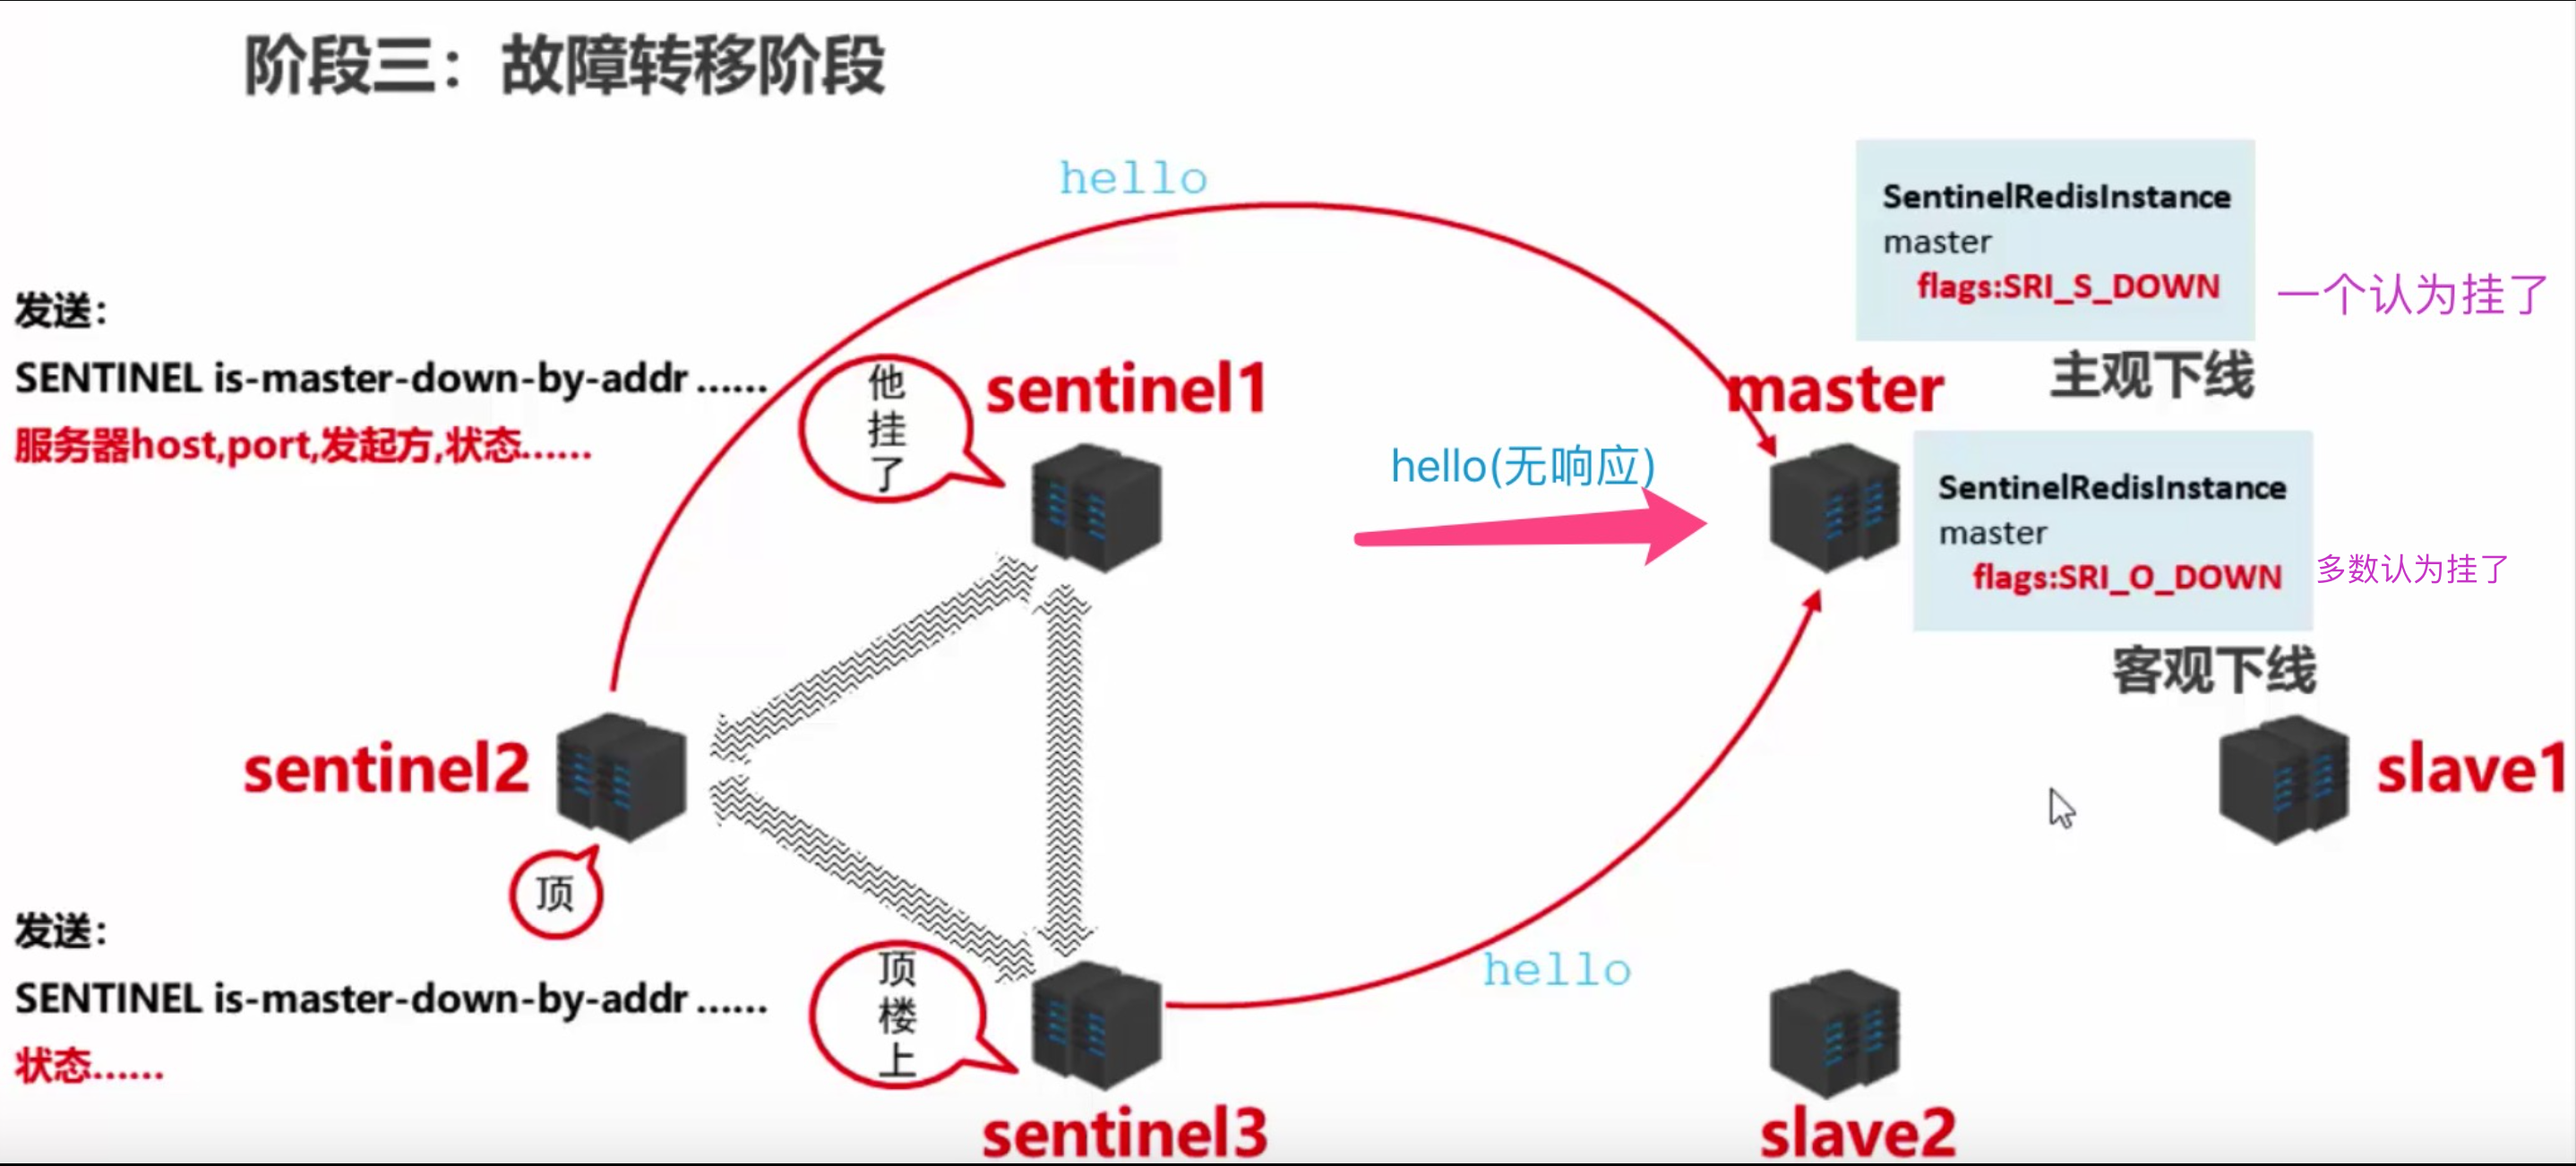 阶段三：故障转移阶段
hello
SentinelRedisInstance
master
flags:SRI_S_DOWN
一个认为挂了
主观下线
发送：
SENTINEL is-master-down-by-addr ......
服务器host,port,发起方,状态......
他
挂
了
sentinel1
master
hello(无响应)
SentinelRedisInstance
master
flags:SRI_O_DOWN
多数认为挂了
客观下线
sentinel2
slave1
顶
发送：
SENTINEL is-master-down-by-addr ......
状态......
顶
楼
上
hello
sentinel3
slave2